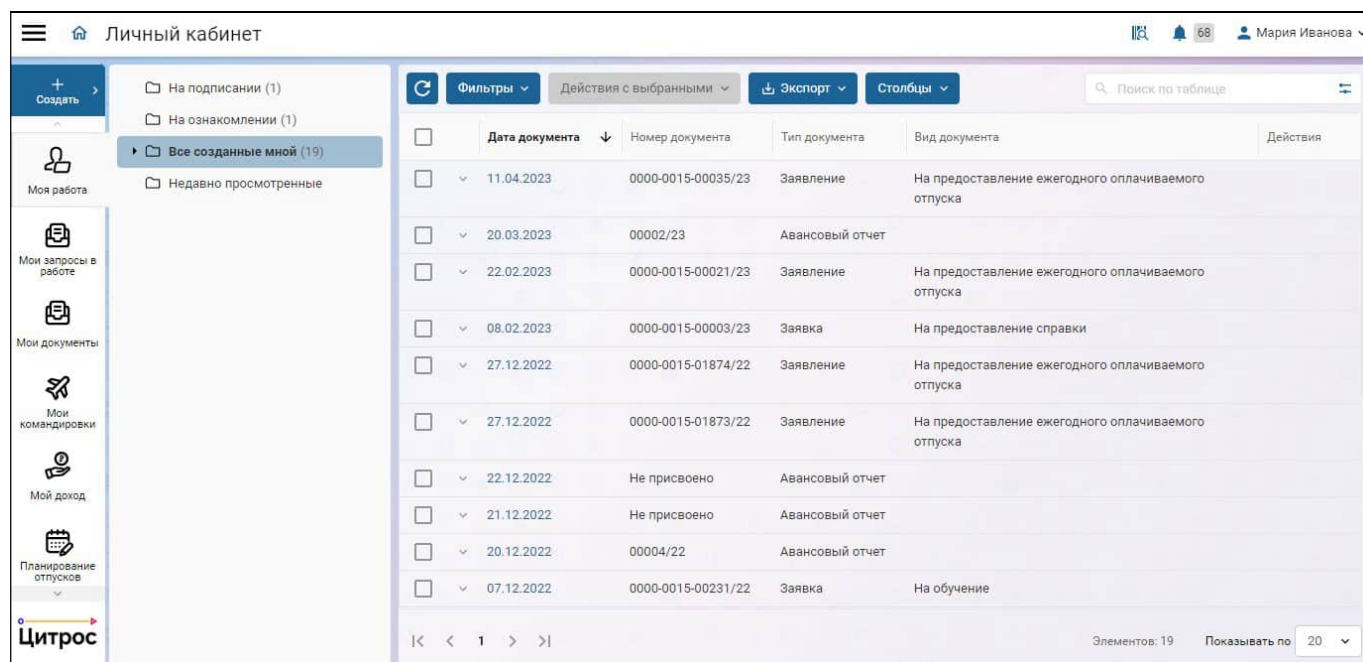 Личный кабинет
68
Мария Иванова
+
Создать
Моя работа
Мои запросы в
работе
Мои документы
Мои
командировки
Мой доход
Планирование
отпусков
Цитрос
На подписании (1)
На ознакомлении (1)
Все созданные мной (19)
Недавно просмотренные
Фильтры
Действия с выбранными
Экспорт
Столбцы
Поиск по таблице
Дата документа Номер документа Тип документа Вид документа Действия
11.04.2023 0000-0015-00035/23 Заявление На предоставление ежегодного оплачиваемого
отпуска
20.03.2023 00002/23 Авансовый отчет
22.02.2023 0000-0015-00021/23 Заявление На предоставление ежегодного оплачиваемого
отпуска
08.02.2023 0000-0015-00003/23 Заявка На предоставление справки
27.12.2022 0000-0015-01874/22 Заявление На предоставление ежегодного оплачиваемого
отпуска
27.12.2022 0000-0015-01873/22 Заявление На предоставление ежегодного оплачиваемого
отпуска
22.12.2022 Не присвоено Авансовый отчет
21.12.2022 Не присвоено Авансовый отчет
20.12.2022 00004/22 Авансовый отчет
07.12.2022 0000-0015-00231/22 Заявка На обучение
1
Элементов: 19
Показывать по 20